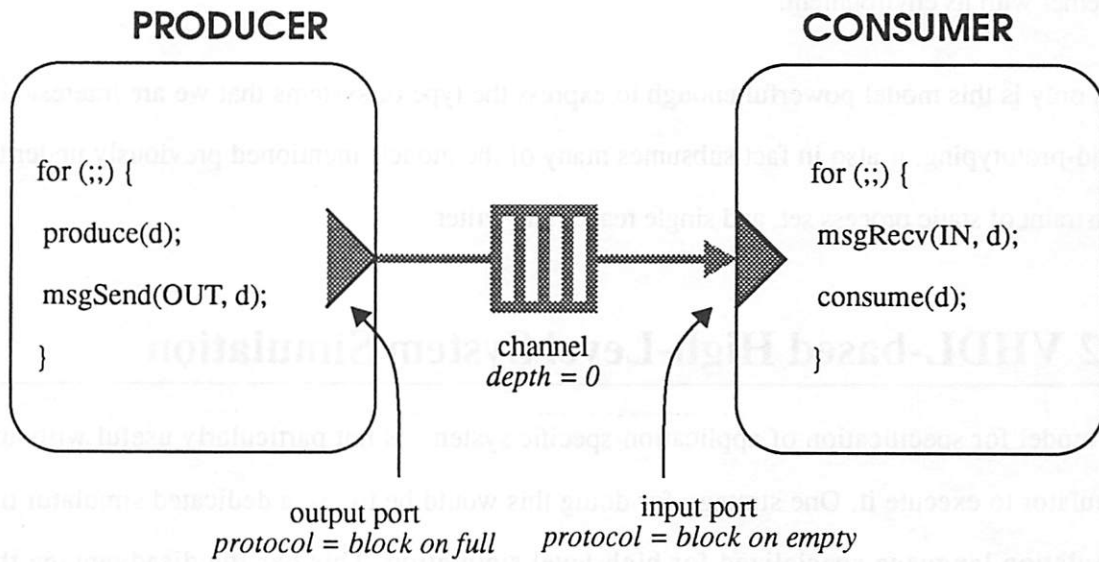 PRODUCER
CONSUMER
for (;;) {
produce(d);
msgSend(OUT, d);
}
channel
depth = 0
for (;;) {
msgRecv(IN, d);
consume(d);
}
output port
protocol = block on full
input port
protocol = block on empty